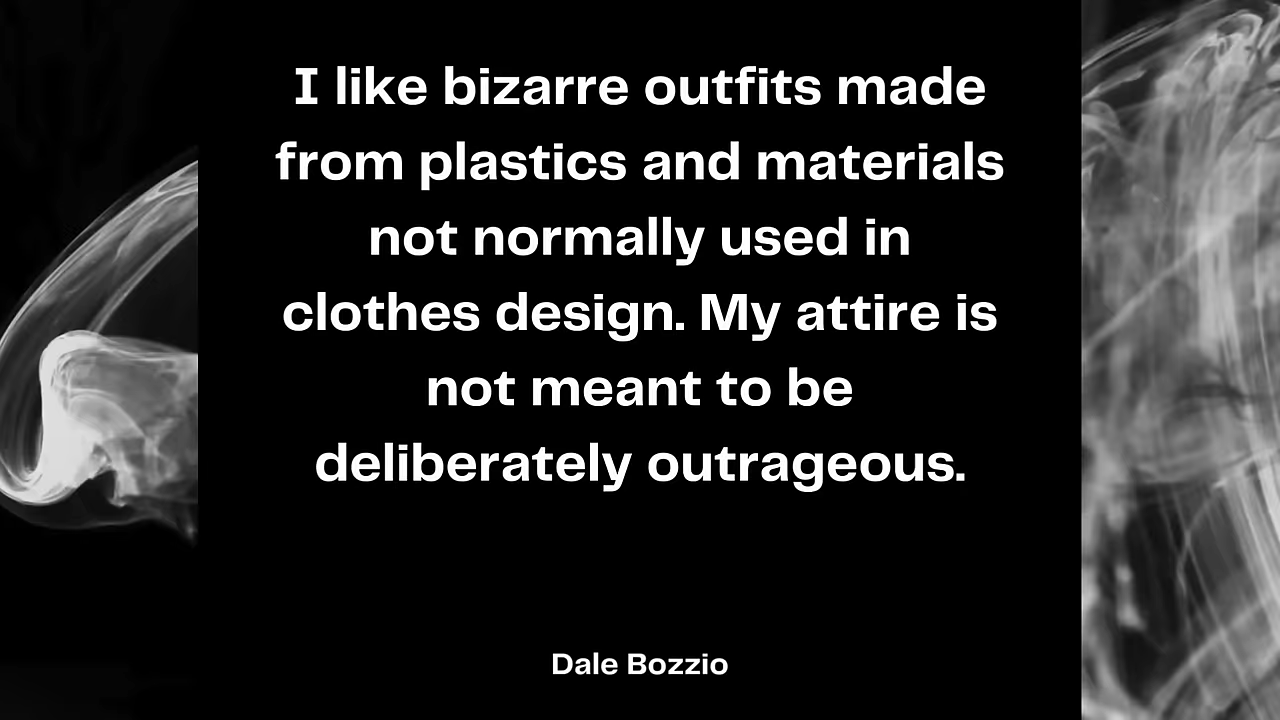 I like bizarre outfits made
from plastics and materials
not normally used in
clothes design. My attire is
not meant to be
deliberately outrageous.
Dale Bozzio